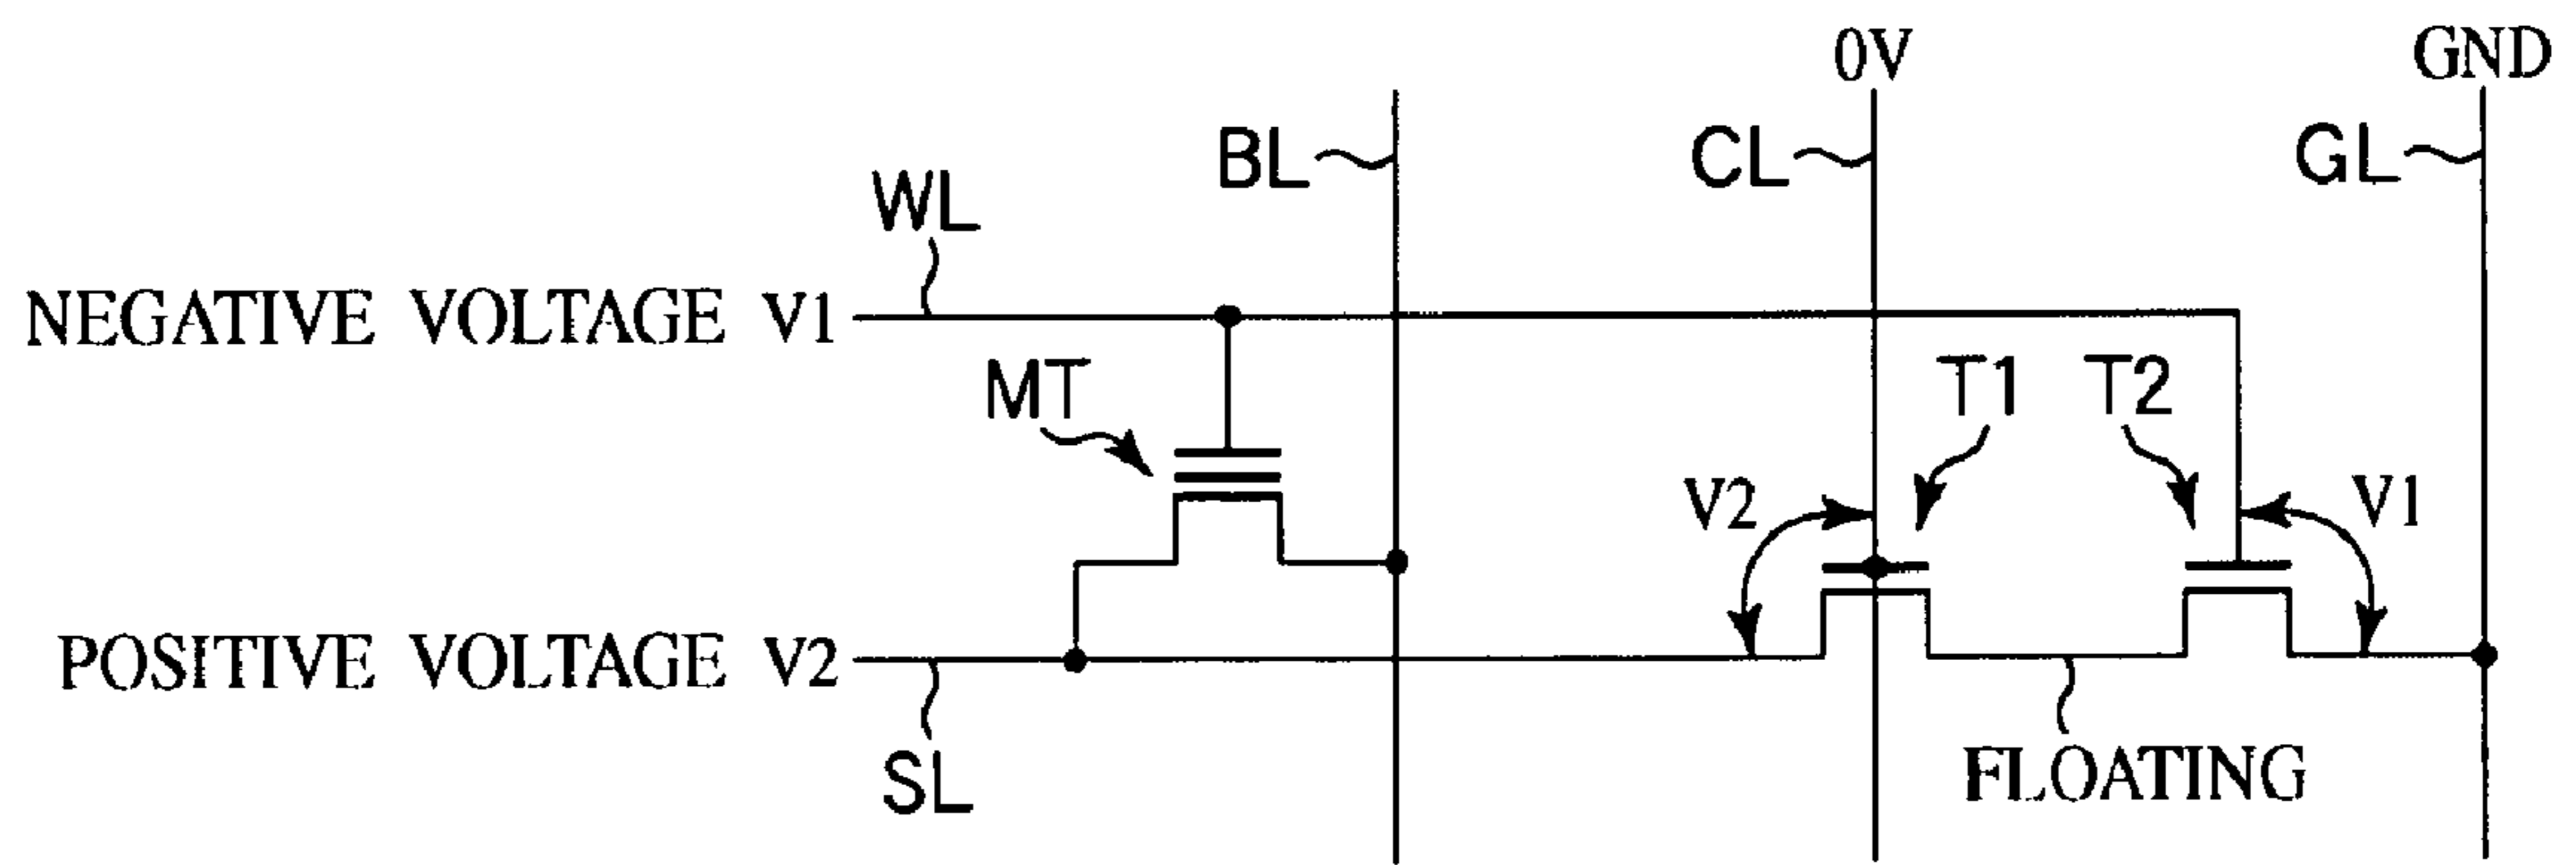 0V
GND
BL
CL
GL
WL
NEGATIVE VOLTAGE V1
MT
T1
T2
V2
V1
POSITIVE VOLTAGE V2
SL
FLOATING